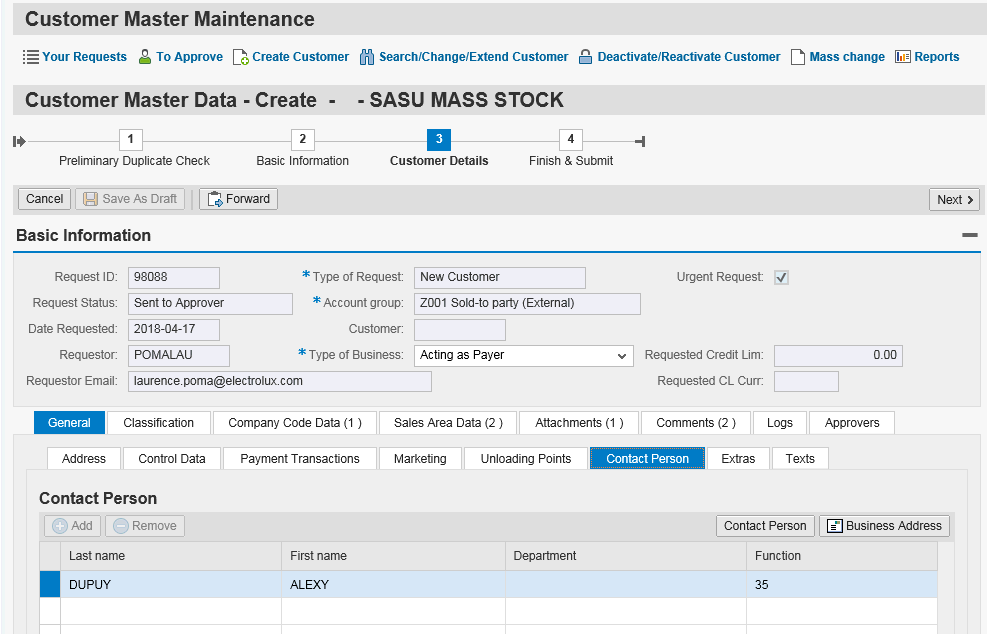 Customer Master Maintenance
Your Requests To Approve Create Customer Search/Change/Extend Customer Deactivate/Reactivate Customer Mass change Reports
Customer Master Data - Create - - SASU MASS STOCK
1 2 3 4
Preliminary Duplicate Check Basic Information Customer Details Finish & Submit
Cancel Save As Draft Forward Next
Basic Information
Request ID: 98088 * Type of Request: New Customer Urgent Request:
Request Status: Sent to Approver * Account group: Z001 Sold-to party (External)
Date Requested: 2018-04-17 Customer:
Requestor: POMALAU * Type of Business: Acting as Payer Requested Credit Lim: 0.00
Requestor Email: laurence.poma@electrolux.com Requested CL Curr:
General Classification Company Code Data (1 ) Sales Area Data (2 ) Attachments (1 ) Comments (2 ) Logs Approvers
Address Control Data Payment Transactions Marketing Unloading Points Contact Person Extras Texts
Contact Person
Add Remove Contact Person Business Address
Last name First name Department Function
DUPUY ALEXY 35